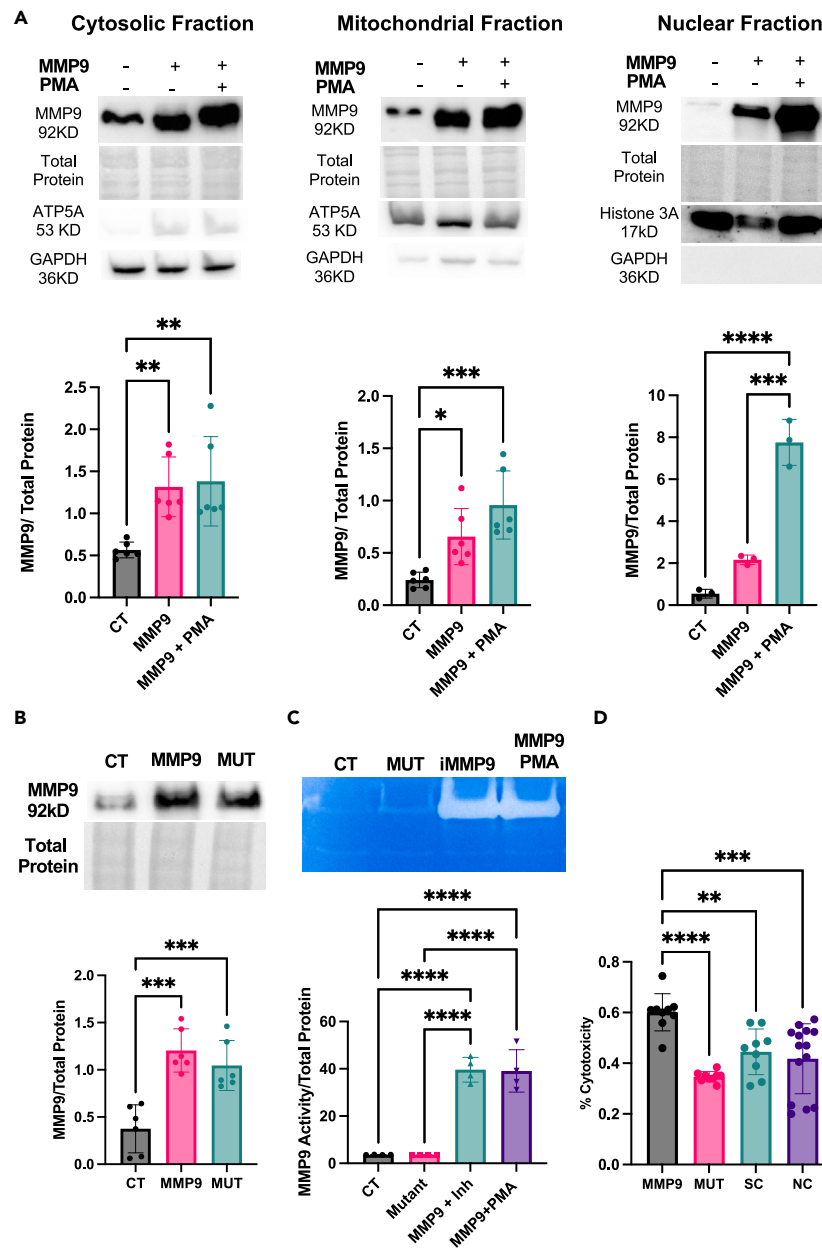 A
Cytosolic Fraction
Mitochondrial Fraction
Nuclear Fraction
MMP9 - + +
PMA - - +
MMP9
92KD
Total
Protein
ATP5A
53 KD
GAPDH
36KD
MMP9 - + +
PMA - - +
MMP9
92KD
Total
Protein
ATP5A
53 KD
GAPDH
36KD
MMP9 - + +
PMA - - +
MMP9
92KD
Total
Protein
Histone 3A
17kD
GAPDH
36KD
MMP9/ Total Protein
2.5
2.0
1.5
1.0
0.5
0.0
**
**
CT
MMP9
MMP9 + PMA
MMP9/ Total Protein
2.0
1.5
1.0
0.5
0.0
***
*
CT
MMP9
MMP9 + PMA
MMP9/Total Protein
10
8
6
4
2
0
****
***
CT
MMP9
MMP9 + PMA
B
CT MMP9 MUT
MMP9
92kD
Total
Protein
MMP9/Total Protein
2.0
1.5
1.0
0.5
0.0
***
***
CT MMP9 MUT
C
CT MUT iMMP9 MMP9
PMA
MMP9 Activity/Total Protein
60
40
20
0
****
****
****
****
CT
Mutant
MMP9 + Inh
MMP9+PMA
D
% Cytotoxicity
0.8
0.6
0.4
0.2
0.0
***
**
****
MMP9 MUT SC NC